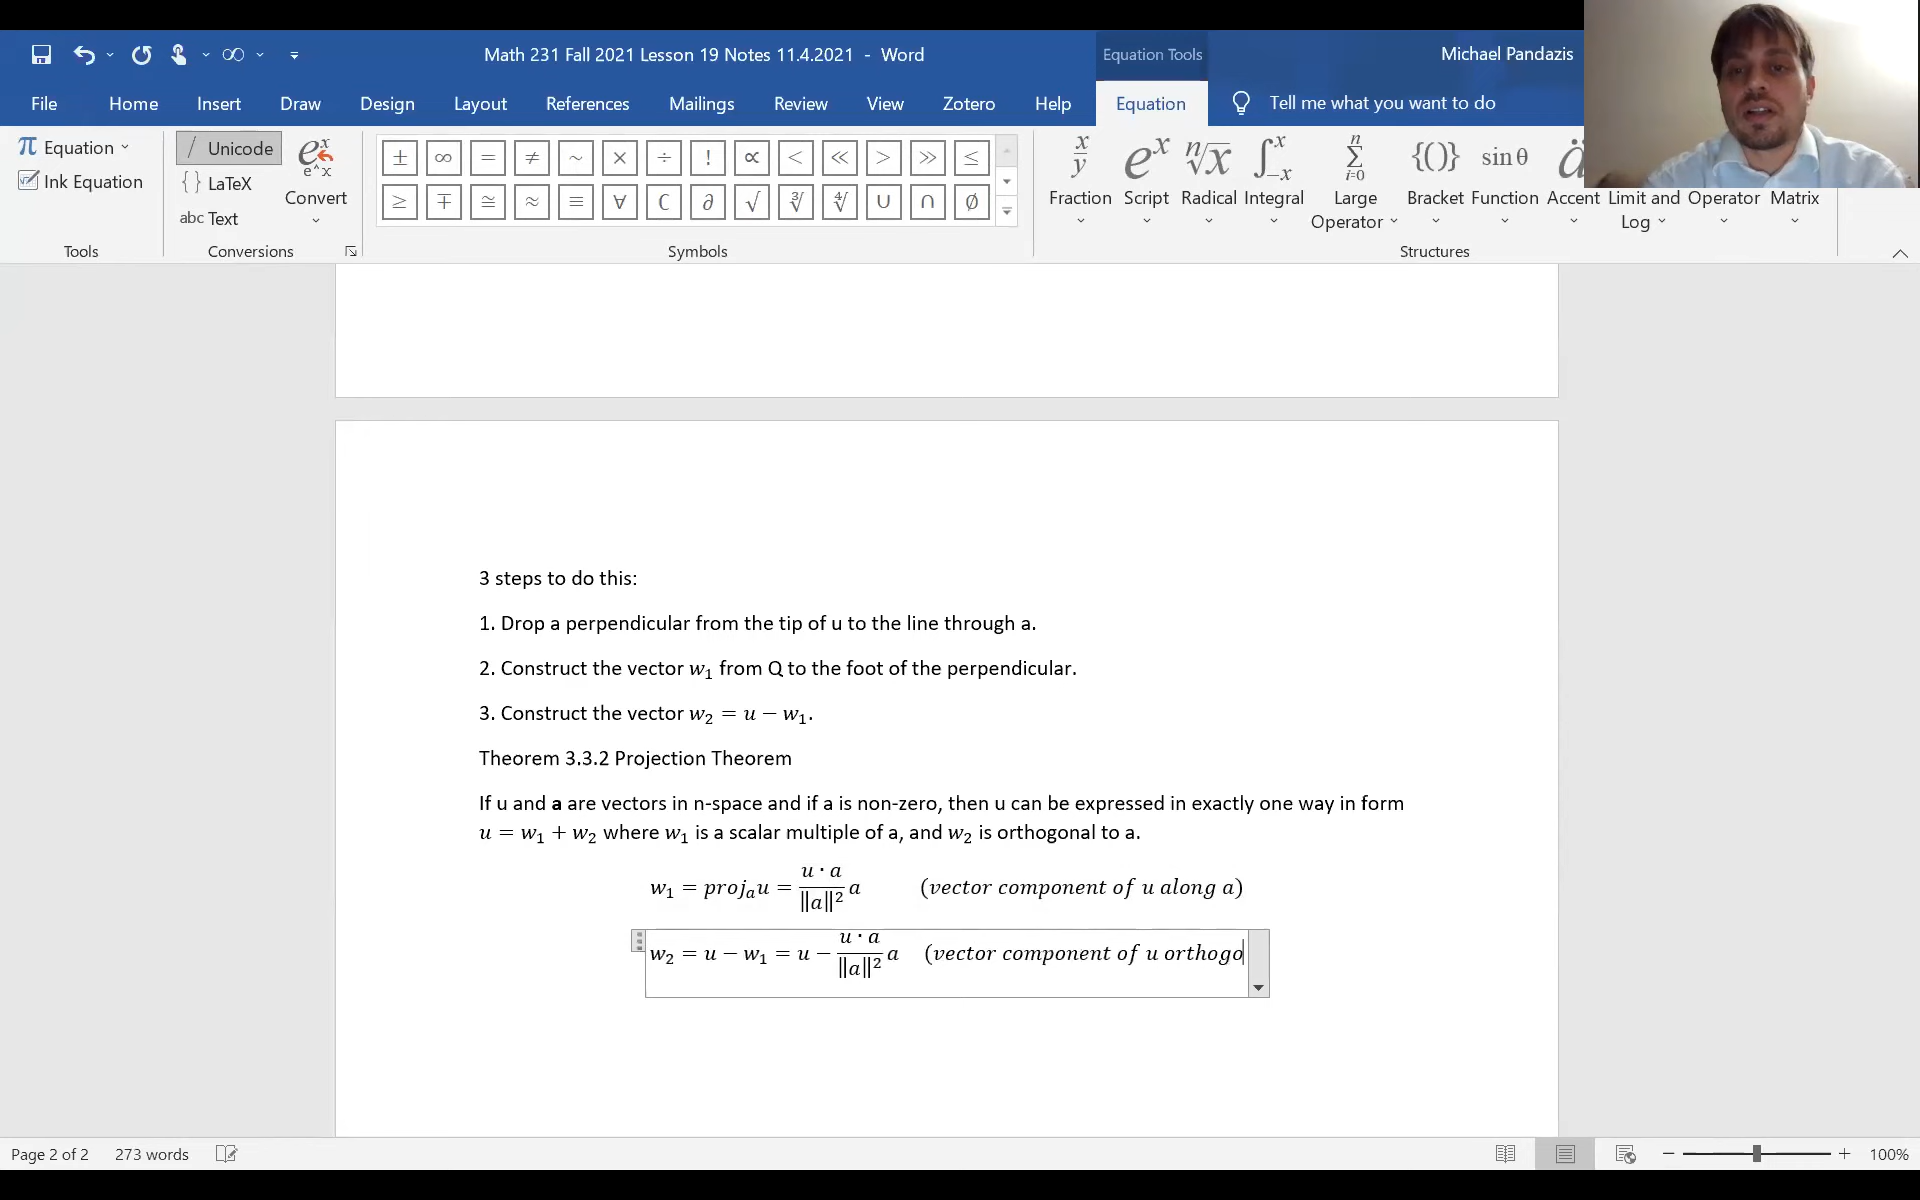 Math 231 Fall 2021 Lesson 19 Notes 11.4.2021 - Word
Equation Tools
Michael Pandazis
File Home Insert Draw Design Layout References Mailings Review View Zotero Help Equation Tell me what you want to do
π Equation
Ink Equation
Tools
/ Unicode
{} LaTeX
abc Text
eˣ
e^x
Convert
Conversions
± ∞ = ≠ ~ × ÷ ! ∝ < ≪ > ≫ ≤
≥ ∓ ≅ ≈ ≡ ∀ ∁ ∂ √ ∛ ∜ ∪ ∩ ∅
Symbols
x/y eˣ ⁿ√x ∫₋ₓˣ ∑ n i=0 {()} sin θ ä
Fraction Script Radical Integral Large Operator Bracket Function Accent Limit and Log Operator Matrix
Structures
3 steps to do this:
1. Drop a perpendicular from the tip of u to the line through a.
2. Construct the vector w₁ from Q to the foot of the perpendicular.
3. Construct the vector w₂ = u − w₁.
Theorem 3.3.2 Projection Theorem
If u and a are vectors in n-space and if a is non-zero, then u can be expressed in exactly one way in form
u = w₁ + w₂ where w₁ is a scalar multiple of a, and w₂ is orthogonal to a.
w₁ = projₐu = (u · a)/‖a‖² a (vector component of u along a)
w₂ = u − w₁ = u − (u · a)/‖a‖² a (vector component of u orthogo
Page 2 of 2 273 words
− + 100%